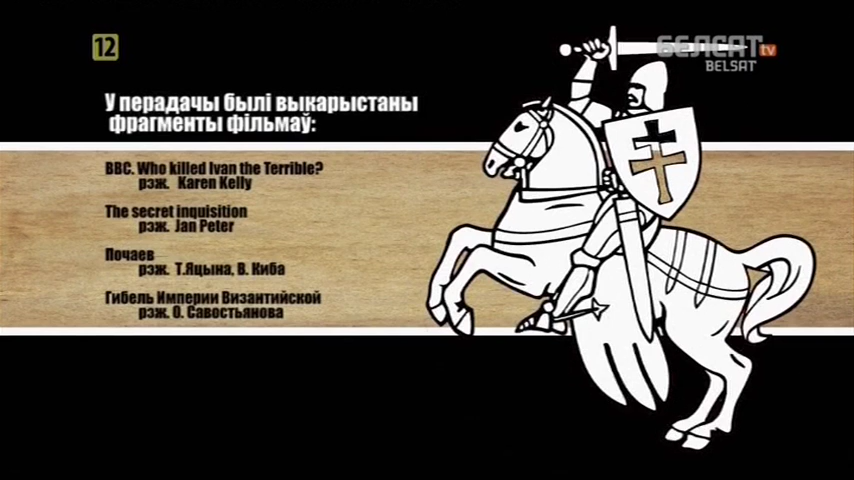 12
БЕЛСАТ tv
BELSAT
У перадачы былі выкарыстаны
фрагменты фільмаў:
BBC. Who killed Ivan the Terrible?
рэж. Karen Kelly
The secret inquisition
рэж. Jan Peter
Почаев
рэж. Т.Яцына, В. Киба
Гибель Империи Византийской
рэж. О. Савостьянова